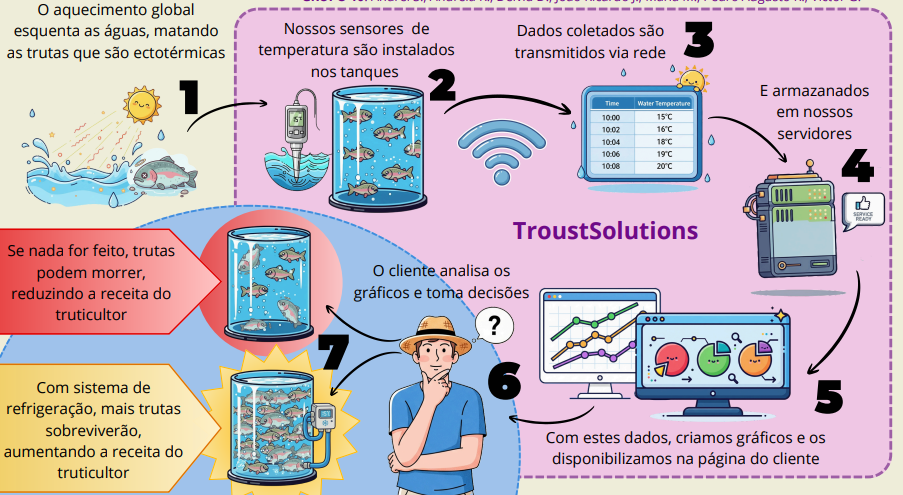 O aquecimento global
esquenta as águas, matando
as trutas que são ectotérmicas
1
Nossos sensores de
temperatura são instalados
nos tanques
2
Dados coletados são
transmitidos via rede
3
Time Water Temperature
10:00 15°C
10:02 16°C
10:04 18°C
10:06 19°C
10:08 20°C
E armazanados
em nossos
servidores
4
SERVICE
READY
TroustSolutions
5
Com estes dados, criamos gráficos e os
disponibilizamos na página do cliente
O cliente analisa os
gráficos e toma decisões
?
6
7
Se nada for feito, trutas
podem morrer,
reduzindo a receita do
truticultor
Com sistema de
refrigeração, mais trutas
sobreviverão,
aumentando a receita do
truticultor